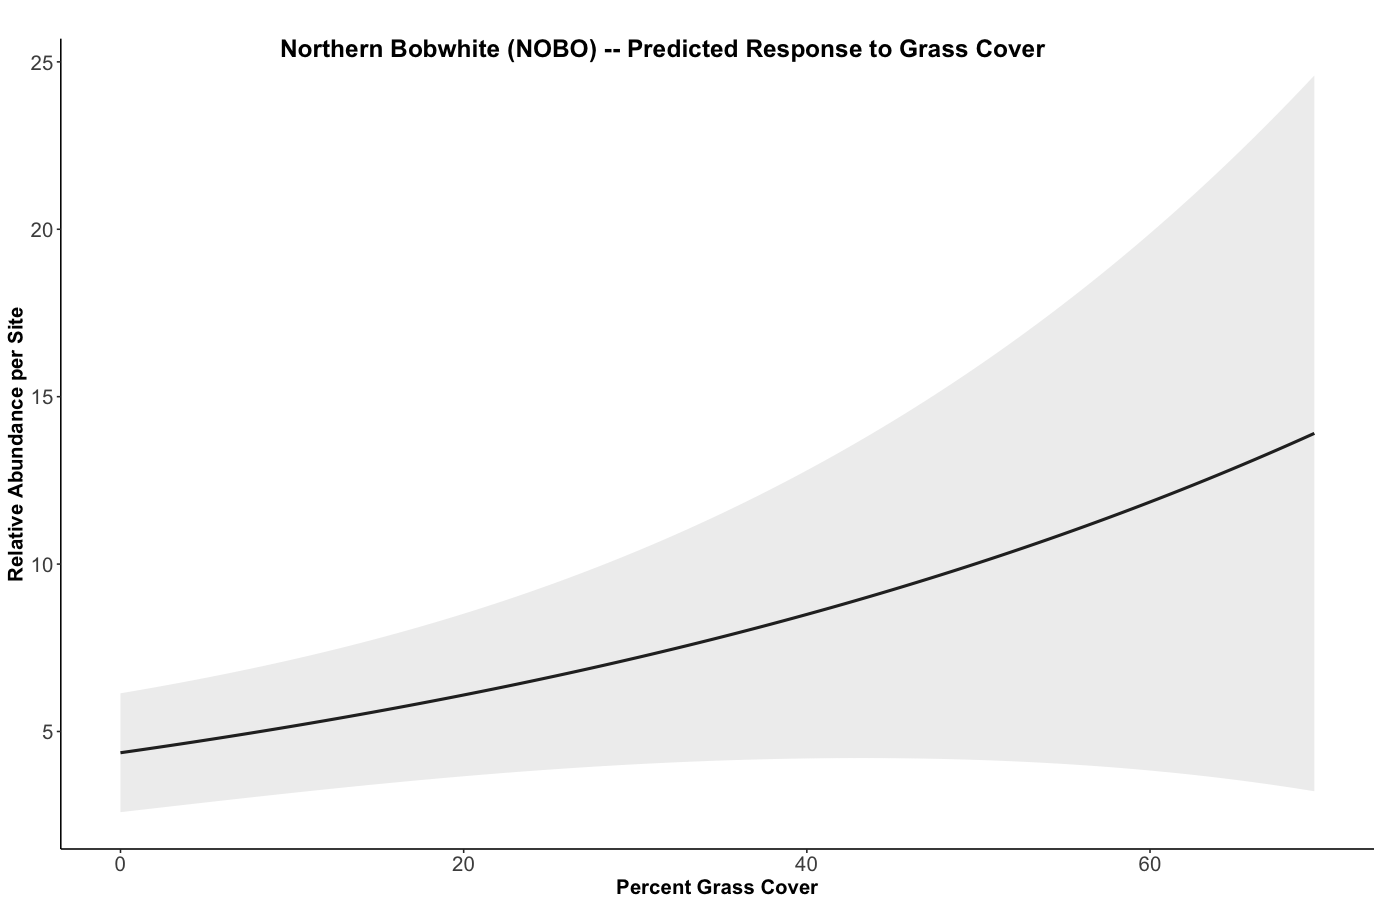 Northern Bobwhite (NOBO) -- Predicted Response to Grass Cover
25
20
15
10
5
Relative Abundance per Site
0 20 40 60
Percent Grass Cover